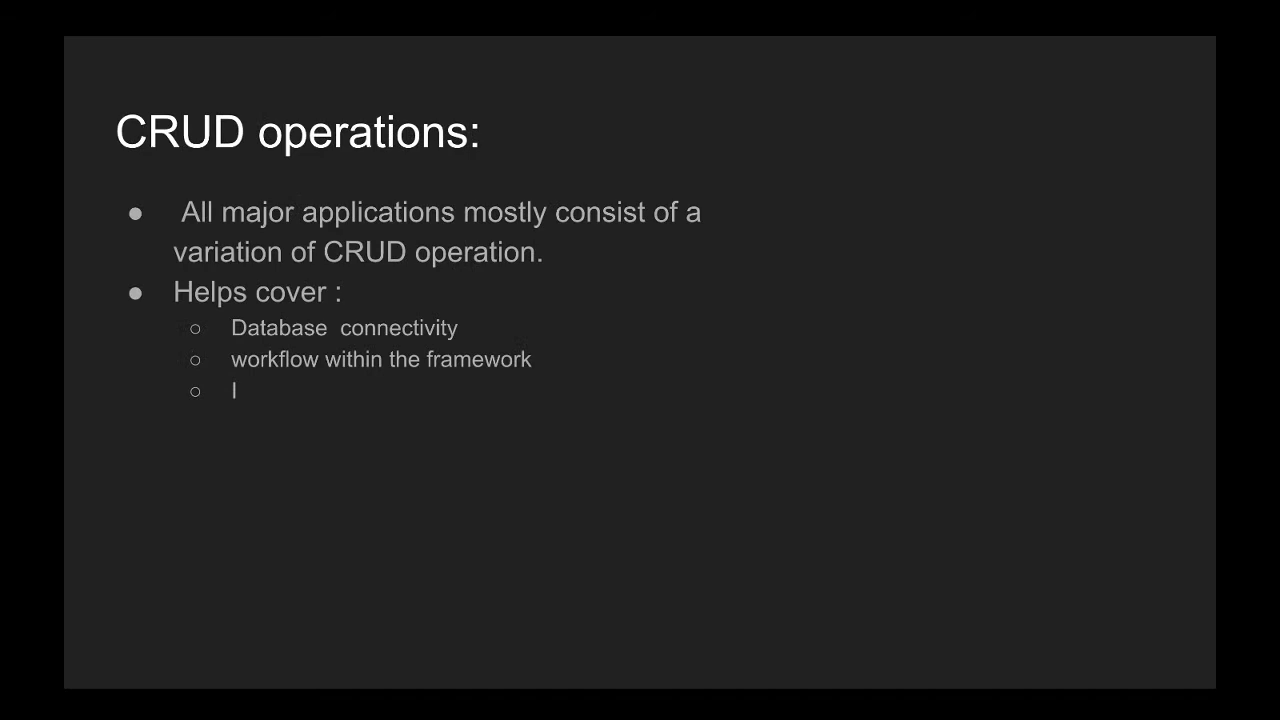 CRUD operations:
● All major applications mostly consist of a
variation of CRUD operation.
● Helps cover :
○ Database connectivity
○ workflow within the framework
○ I